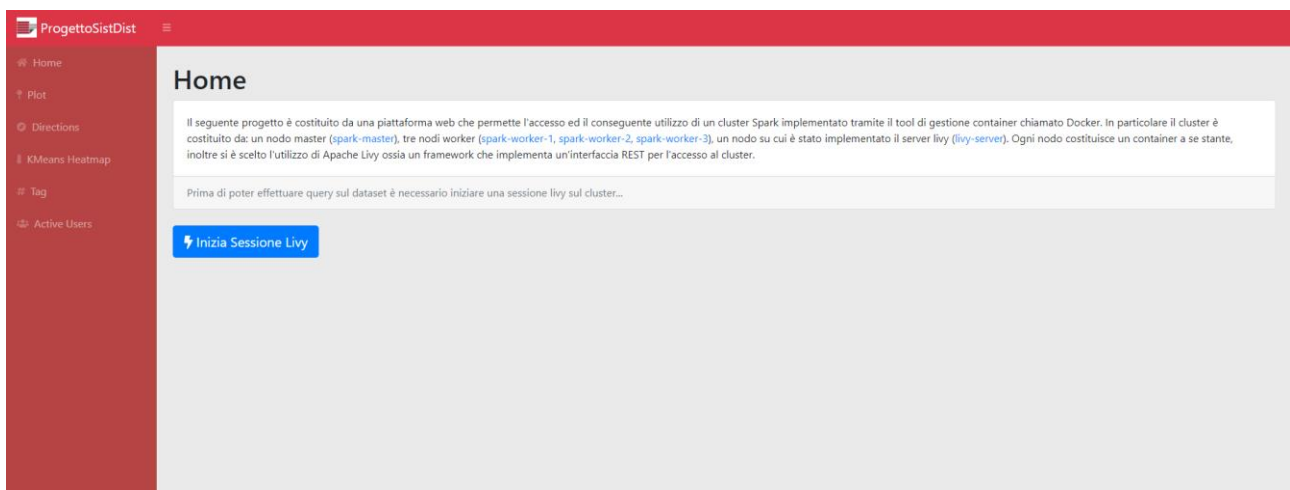 ProgettoSistDist
Home
Plot
Directions
KMeans Heatmap
Tag
Active Users
Home
Il seguente progetto è costituito da una piattaforma web che permette l'accesso ed il conseguente utilizzo di un cluster Spark implementato tramite il tool di gestione container chiamato Docker. In particolare il cluster è
costituito da: un nodo master (spark-master), tre nodi worker (spark-worker-1, spark-worker-2, spark-worker-3), un nodo su cui è stato implementato il server livy (livy-server). Ogni nodo costituisce un container a se stante,
inoltre si è scelto l'utilizzo di Apache Livy ossia un framework che implementa un'interfaccia REST per l'accesso al cluster.
Prima di poter effettuare query sul dataset è necessario iniziare una sessione livy sul cluster...
Inizia Sessione Livy